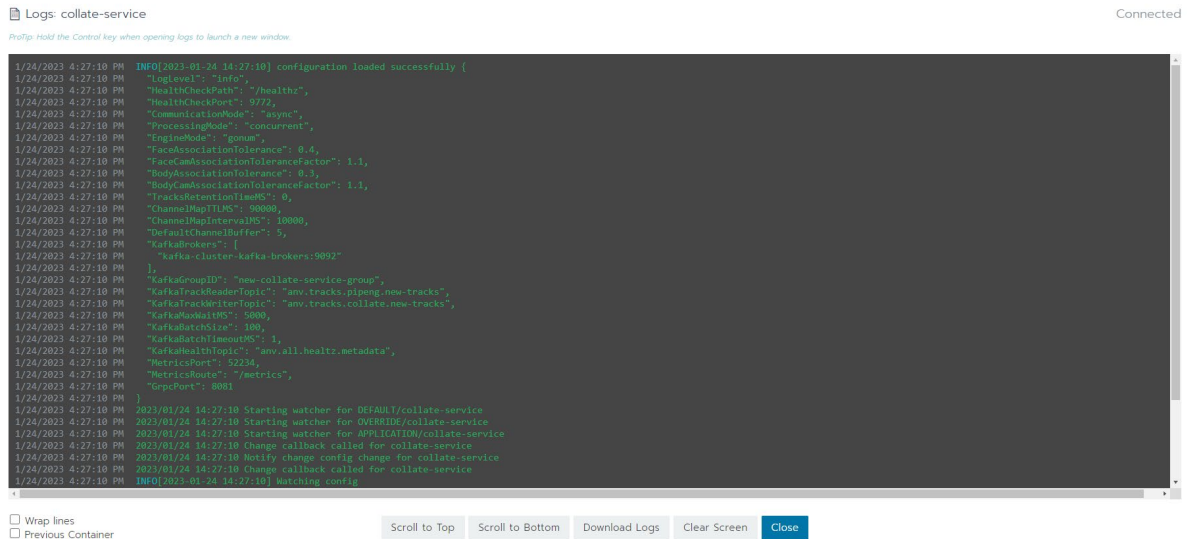 Logs: collate-service
Connected
ProTip: Hold the Control key when opening logs to launch a new window.
1/24/2023 4:27:10 PM INFO[2023-01-24 14:27:10] configuration loaded successfully {
1/24/2023 4:27:10 PM "LogLevel": "info",
1/24/2023 4:27:10 PM "HealthCheckPath": "/healthz",
1/24/2023 4:27:10 PM "HealthCheckPort": 9772,
1/24/2023 4:27:10 PM "CommunicationMode": "async",
1/24/2023 4:27:10 PM "ProcessingMode": "concurrent",
1/24/2023 4:27:10 PM "EngineMode": "gonum",
1/24/2023 4:27:10 PM "FaceAssociationTolerance": 0.4,
1/24/2023 4:27:10 PM "FaceCamAssociationToleranceFactor": 1.1,
1/24/2023 4:27:10 PM "BodyAssociationTolerance": 0.3,
1/24/2023 4:27:10 PM "BodyCamAssociationToleranceFactor": 1.1,
1/24/2023 4:27:10 PM "TracksRetentionTimeMS": 0,
1/24/2023 4:27:10 PM "ChannelMapTTLMS": 90000,
1/24/2023 4:27:10 PM "ChannelMapIntervalMS": 10000,
1/24/2023 4:27:10 PM "DefaultChannelBuffer": 5,
1/24/2023 4:27:10 PM "KafkaBrokers": [
1/24/2023 4:27:10 PM "kafka-cluster-kafka-brokers:9092"
1/24/2023 4:27:10 PM ],
1/24/2023 4:27:10 PM "KafkaGroupID": "new-collate-service-group",
1/24/2023 4:27:10 PM "KafkaTrackReaderTopic": "anv.tracks.pipeng.new-tracks",
1/24/2023 4:27:10 PM "KafkaTrackWriterTopic": "anv.tracks.collate.new-tracks",
1/24/2023 4:27:10 PM "KafkaMaxWaitMS": 5000,
1/24/2023 4:27:10 PM "KafkaBatchSize": 100,
1/24/2023 4:27:10 PM "KafkaBatchTimeoutMS": 1,
1/24/2023 4:27:10 PM "KafkaHealthTopic": "anv.all.healtz.metadata",
1/24/2023 4:27:10 PM "MetricsPort": 52234,
1/24/2023 4:27:10 PM "MetricsRoute": "/metrics",
1/24/2023 4:27:10 PM "GrpcPort": 8081
1/24/2023 4:27:10 PM }
1/24/2023 4:27:10 PM 2023/01/24 14:27:10 Starting watcher for DEFAULT/collate-service
1/24/2023 4:27:10 PM 2023/01/24 14:27:10 Starting watcher for OVERRIDE/collate-service
1/24/2023 4:27:10 PM 2023/01/24 14:27:10 Starting watcher for APPLICATION/collate-service
1/24/2023 4:27:10 PM 2023/01/24 14:27:10 Change callback called for collate-service
1/24/2023 4:27:10 PM 2023/01/24 14:27:10 Notify change config change for collate-service
1/24/2023 4:27:10 PM 2023/01/24 14:27:10 Change callback called for collate-service
1/24/2023 4:27:10 PM INFO[2023-01-24 14:27:10] Watching config
Wrap lines
Previous Container
Scroll to Top
Scroll to Bottom
Download Logs
Clear Screen
Close